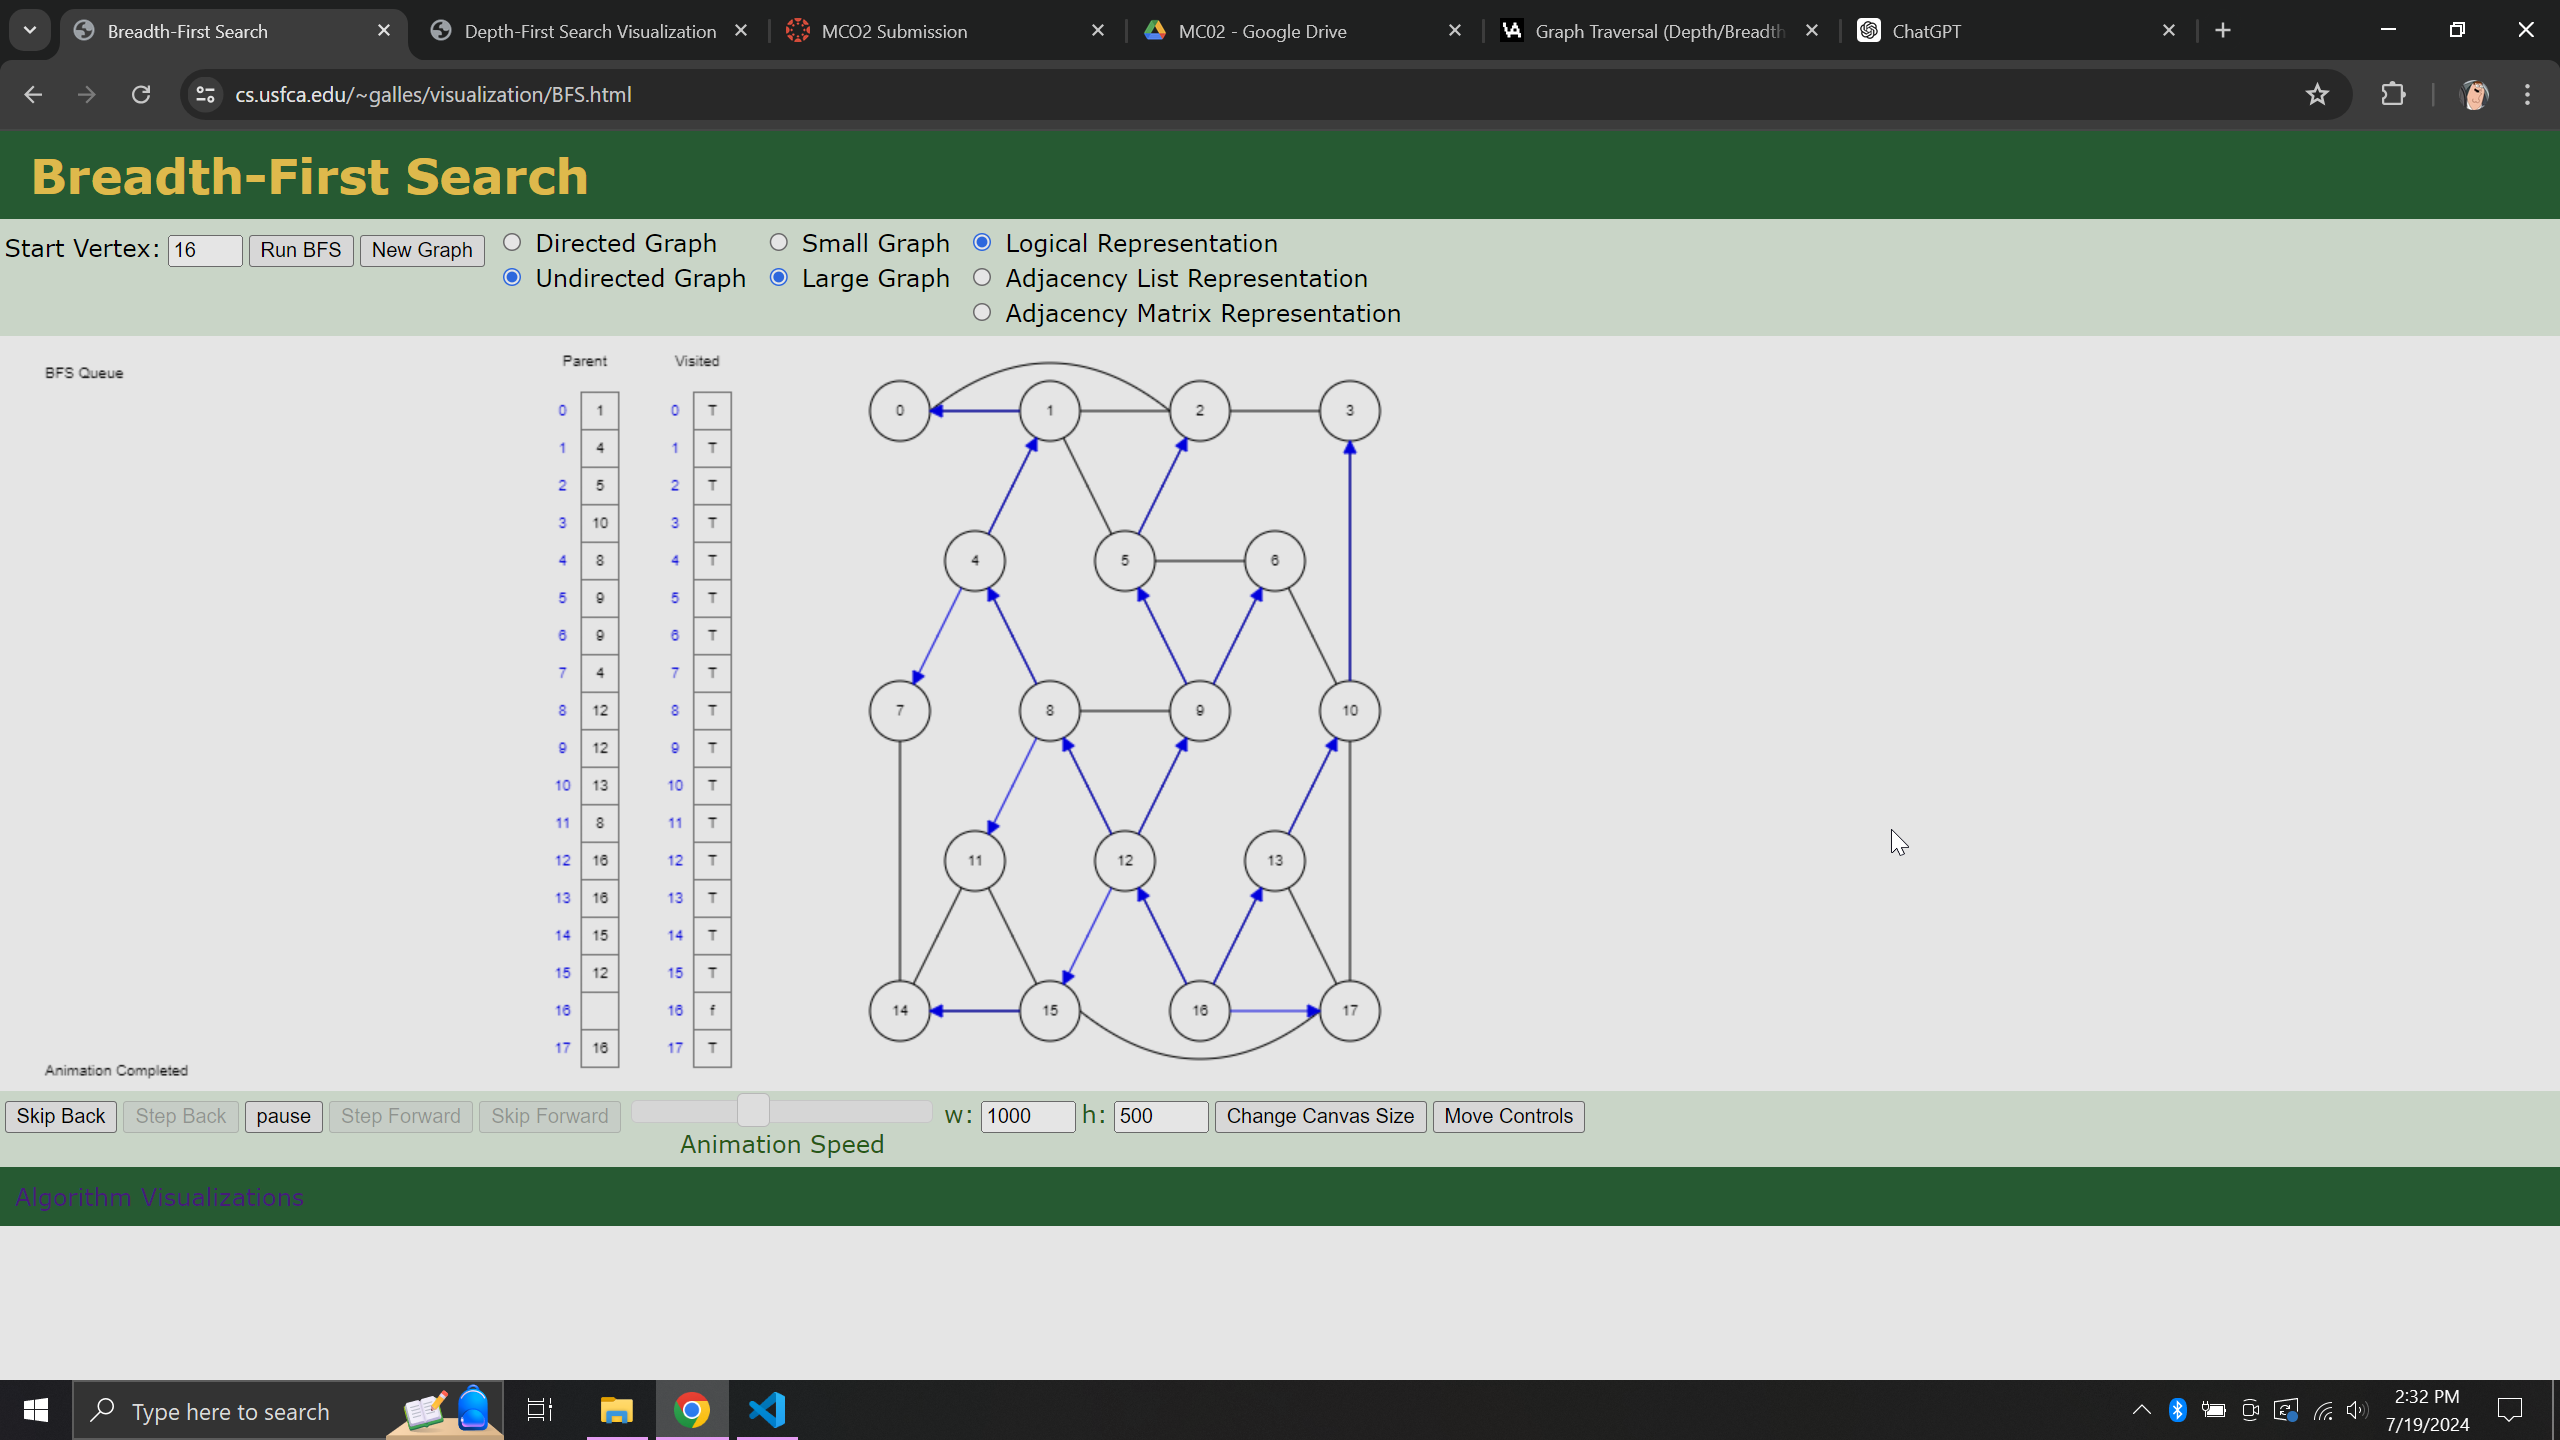 Breadth-First Search
Depth-First Search Visualization
MCO2 Submission
MC02 - Google Drive
Graph Traversal (Depth/Breadth
ChatGPT
cs.usfca.edu/~galles/visualization/BFS.html
Breadth-First Search
Start Vertex: 16 Run BFS New Graph
Directed Graph Small Graph Logical Representation
Undirected Graph Large Graph Adjacency List Representation
Adjacency Matrix Representation
BFS Queue
Parent Visited
0 1 0 T
1 4 1 T
2 5 2 T
3 10 3 T
4 8 4 T
5 9 5 T
6 9 6 T
7 4 7 T
8 12 8 T
9 12 9 T
10 13 10 T
11 8 11 T
12 16 12 T
13 16 13 T
14 15 14 T
15 12 15 T
16 16 f
17 16 17 T
0 1 2 3
4 5 6
7 8 9 10
11 12 13
14 15 16 17
Animation Completed
Skip Back Step Back pause Step Forward Skip Forward w: 1000 h: 500 Change Canvas Size Move Controls
Animation Speed
Algorithm Visualizations
Type here to search
2:32 PM
7/19/2024